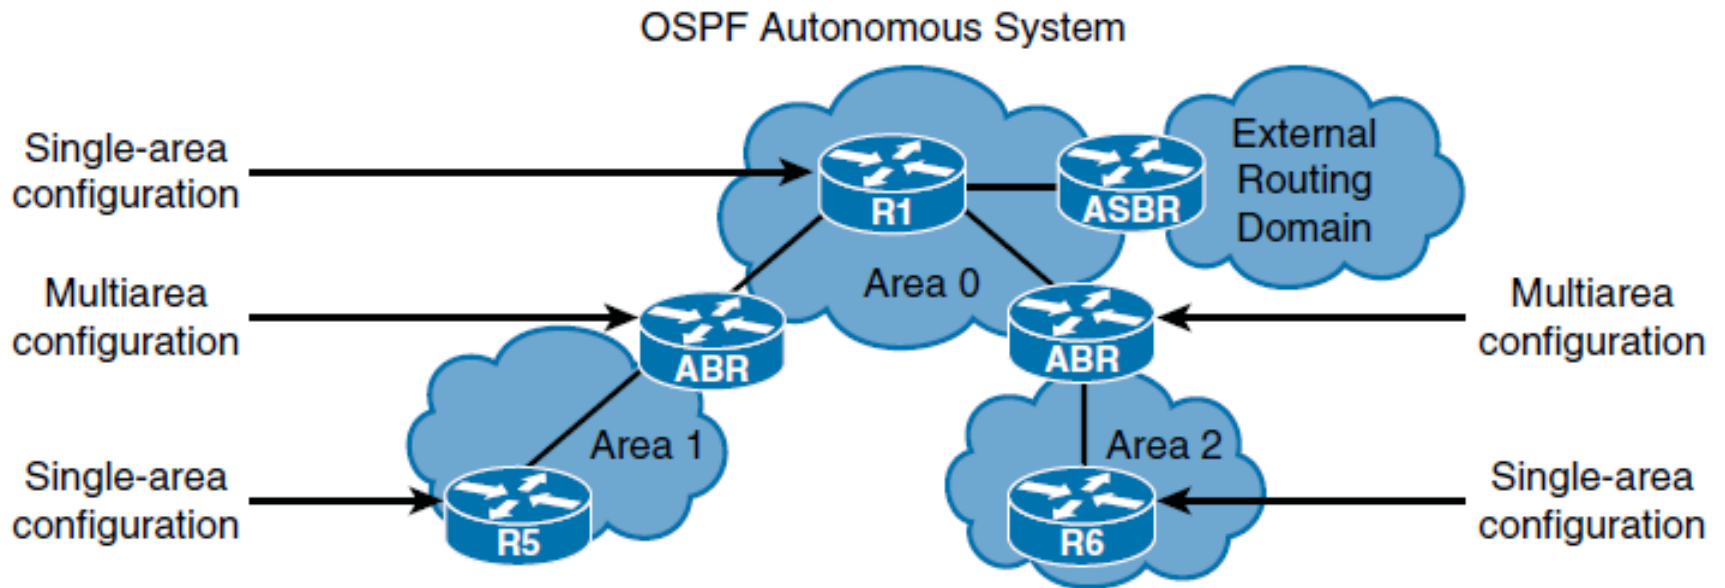 OSPF Autonomous System
Single-area
configuration
R1
ASBR
External
Routing
Domain
Area 0
Multiarea
configuration
ABR
ABR
Multiarea
configuration
Area 1
Area 2
Single-area
configuration
R5
R6
Single-area
configuration